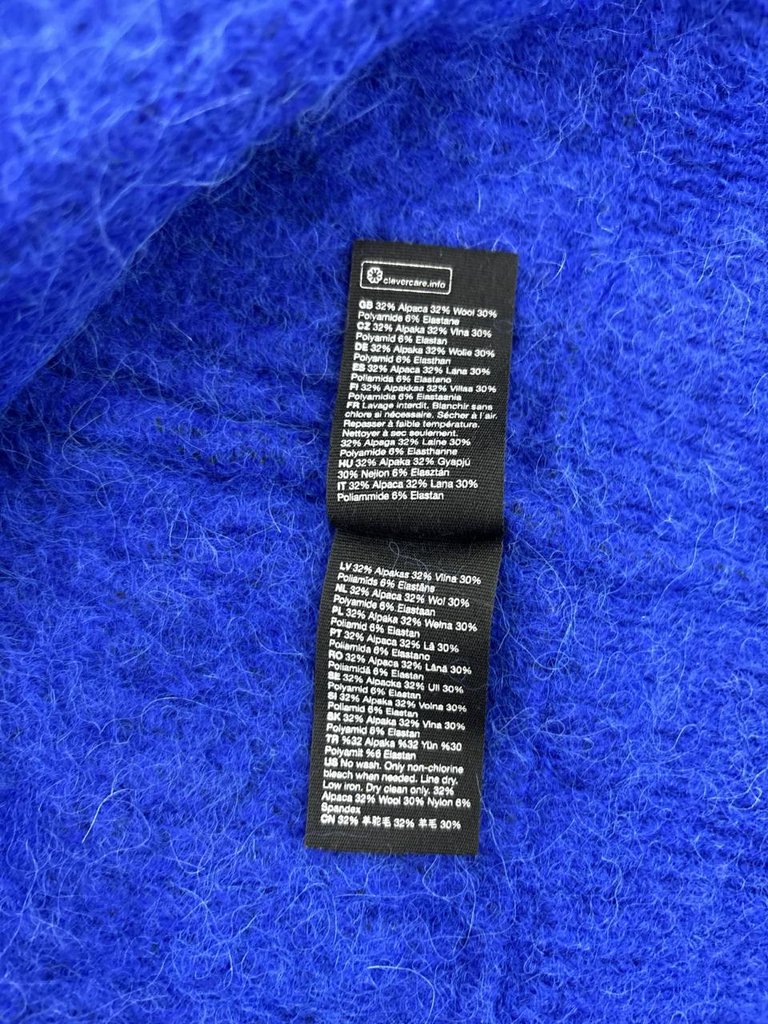 clevercare.info
GB 32% Alpaca 32% Wool 30%
Polyamide 6% Elastane
CZ 32% Alpaka 32% Vlna 30%
Polyamid 6% Elastan
DE 32% Alpaka 32% Wolle 30%
Polyamid 6% Elasthan
ES 32% Alpaca 32% Lana 30%
Poliamida 6% Elastano
FI 32% Alpakkaa 32% Villaa 30%
Polyamidia 6% Elastaania
FR Lavage interdit. Blanchir sans
chlore si nécessaire. Sécher à l'air.
Repasser à faible température.
Nettoyer à sec seulement.
32% Alpaga 32% Laine 30%
Polyamide 6% Elasthanne
HU 32% Alpaka 32% Gyapjú
30% Nejlon 6% Elasztán
IT 32% Alpaca 32% Lana 30%
Poliammide 6% Elastan
LV 32% Alpakas 32% Vilna 30%
Poliamīds 6% Elastāns
NL 32% Alpaca 32% Wol 30%
Polyamide 6% Elastaan
PL 32% Alpaka 32% Wełna 30%
Poliamid 6% Elastan
PT 32% Alpaca 32% Lã 30%
Poliamida 6% Elastano
RO 32% Alpaca 32% Lână 30%
Poliamidă 6% Elastan
SE 32% Alpacka 32% Ull 30%
Polyamid 6% Elastan
SI 32% Alpaka 32% Volna 30%
Poliamid 6% Elastan
SK 32% Alpaka 32% Vlna 30%
Polyamid 6% Elastan
TR %32 Alpaka %32 Yün %30
Polyamit %6 Elastan
US No wash. Only non-chlorine
bleach when needed. Line dry.
Low iron. Dry clean only. 32%
Alpaca 32% Wool 30% Nylon 6%
Spandex
CN 32% 羊驼毛 32% 羊毛 30%